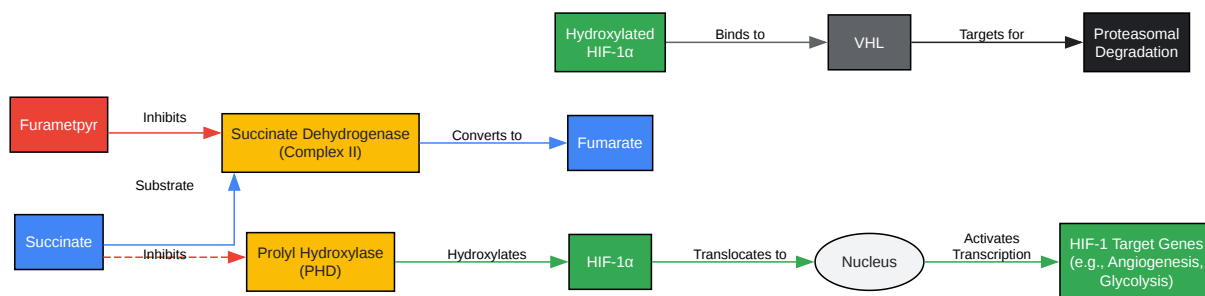 Hydroxylated
HIF-1α
Binds to
VHL
Targets for
Proteasomal
Degradation
Furametpyr
Inhibits
Succinate Dehydrogenase
(Complex II)
Converts to
Fumarate
Substrate
Succinate
Inhibits
Prolyl Hydroxylase
(PHD)
Hydroxylates
HIF-1α
Translocates to
Nucleus
Activates
Transcription
HIF-1 Target Genes
(e.g., Angiogenesis,
Glycolysis)